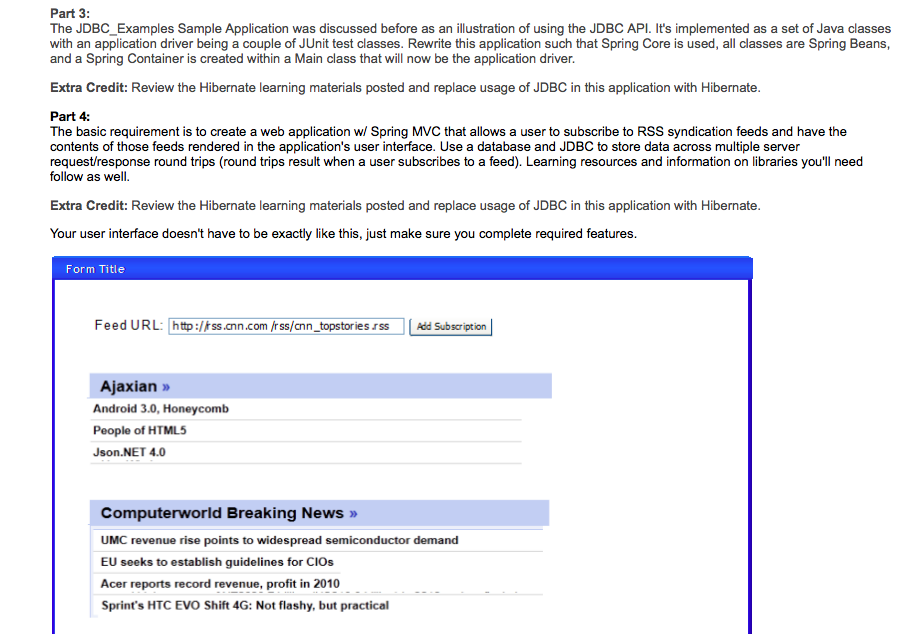 Part 3:
The JDBC_Examples Sample Application was discussed before as an illustration of using the JDBC API. It's implemented as a set of Java classes
with an application driver being a couple of JUnit test classes. Rewrite this application such that Spring Core is used, all classes are Spring Beans,
and a Spring Container is created within a Main class that will now be the application driver.
Extra Credit: Review the Hibernate learning materials posted and replace usage of JDBC in this application with Hibernate.
Part 4:
The basic requirement is to create a web application w/ Spring MVC that allows a user to subscribe to RSS syndication feeds and have the
contents of those feeds rendered in the application's user interface. Use a database and JDBC to store data across multiple server
request/response round trips (round trips result when a user subscribes to a feed). Learning resources and information on libraries you'll need
follow as well.
Extra Credit: Review the Hibernate learning materials posted and replace usage of JDBC in this application with Hibernate.
Your user interface doesn't have to be exactly like this, just make sure you complete required features.
Form Title
Feed URL: http://rss.cnn.com/rss/cnn_topstories.rss Add Subscription
Ajaxian »
Android 3.0, Honeycomb
People of HTML5
Json.NET 4.0
Computerworld Breaking News »
UMC revenue rise points to widespread semiconductor demand
EU seeks to establish guidelines for CIOs
Acer reports record revenue, profit in 2010
Sprint's HTC EVO Shift 4G: Not flashy, but practical